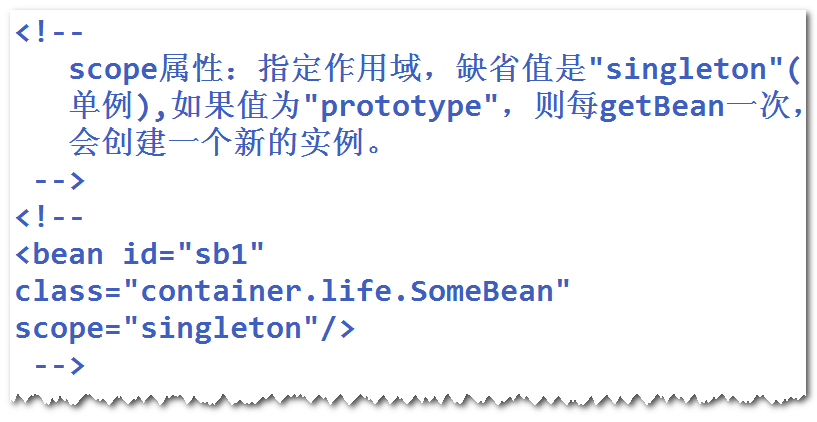 <!--
scope属性：指定作用域，缺省值是"singleton"(
单例),如果值为"prototype"，则每getBean一次，
会创建一个新的实例。
-->
<!--
<bean id="sb1"
class="container.life.SomeBean"
scope="singleton"/>
-->